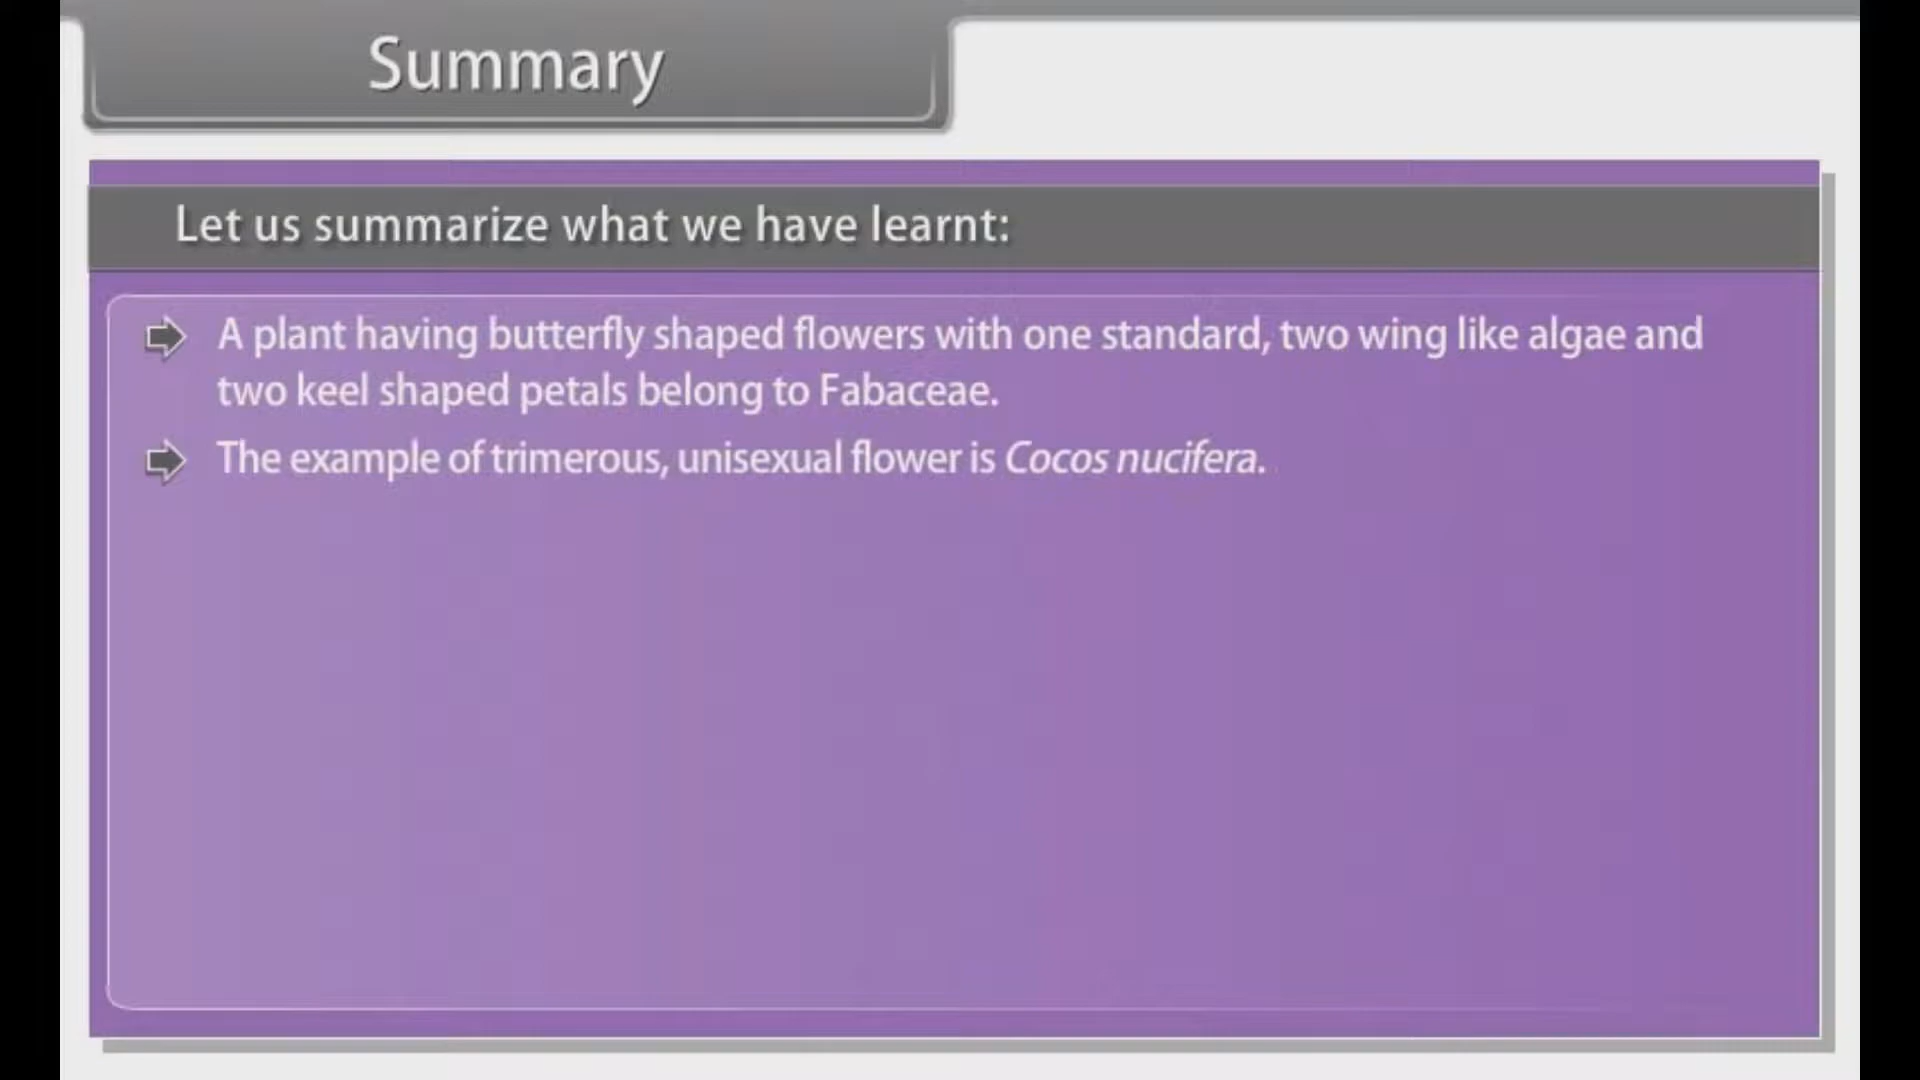 Summary
Let us summarize what we have learnt:
A plant having butterfly shaped flowers with one standard, two wing like algae and
two keel shaped petals belong to Fabaceae.
The example of trimerous, unisexual flower is Cocos nucifera.